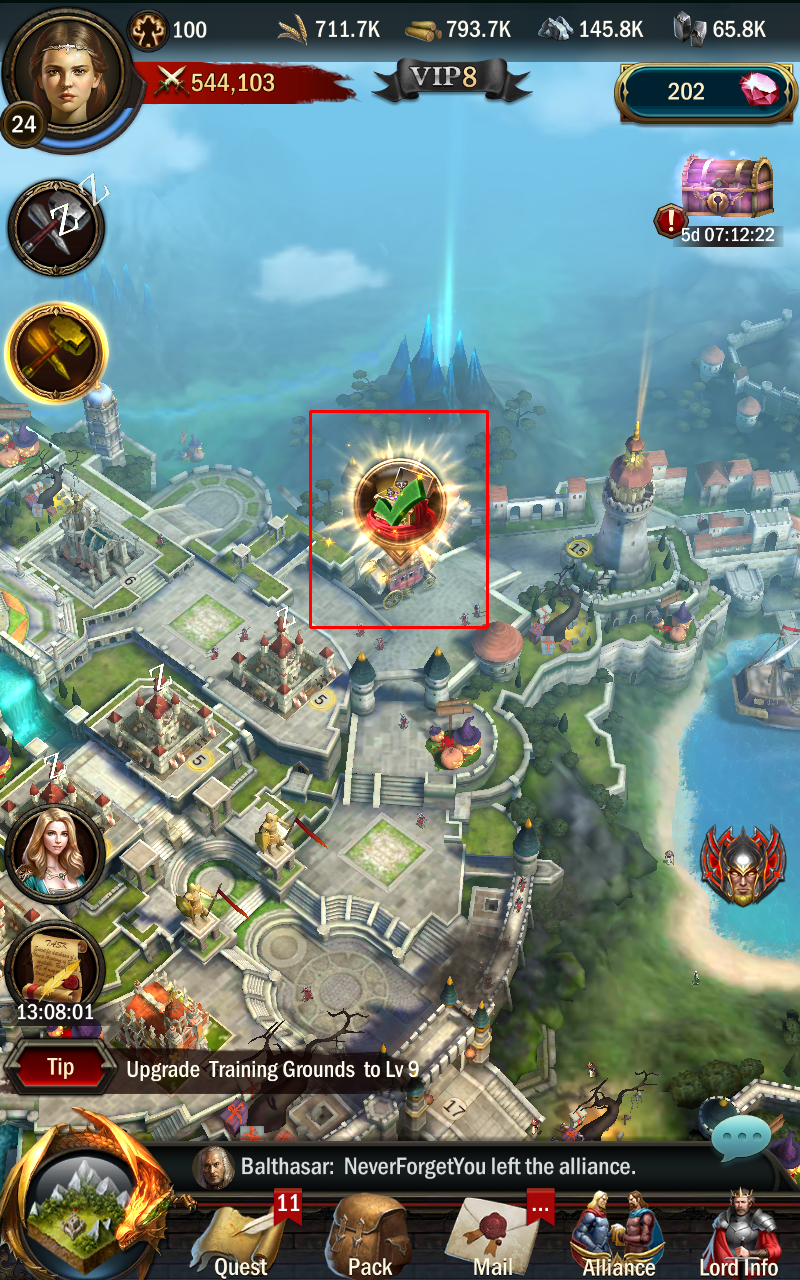 100
711.7K
793.7K
145.8K
65.8K
544,103
VIP8
202
24
Z
Z
!
5d 07:12:22
15
6
Z
5
Z
5
Z
TASK
13:08:01
Tip
Upgrade Training Grounds to Lv 9
17
Balthasar: NeverForgetYou left the alliance.
11
...
Quest
Pack
Mail
Alliance
Lord Info